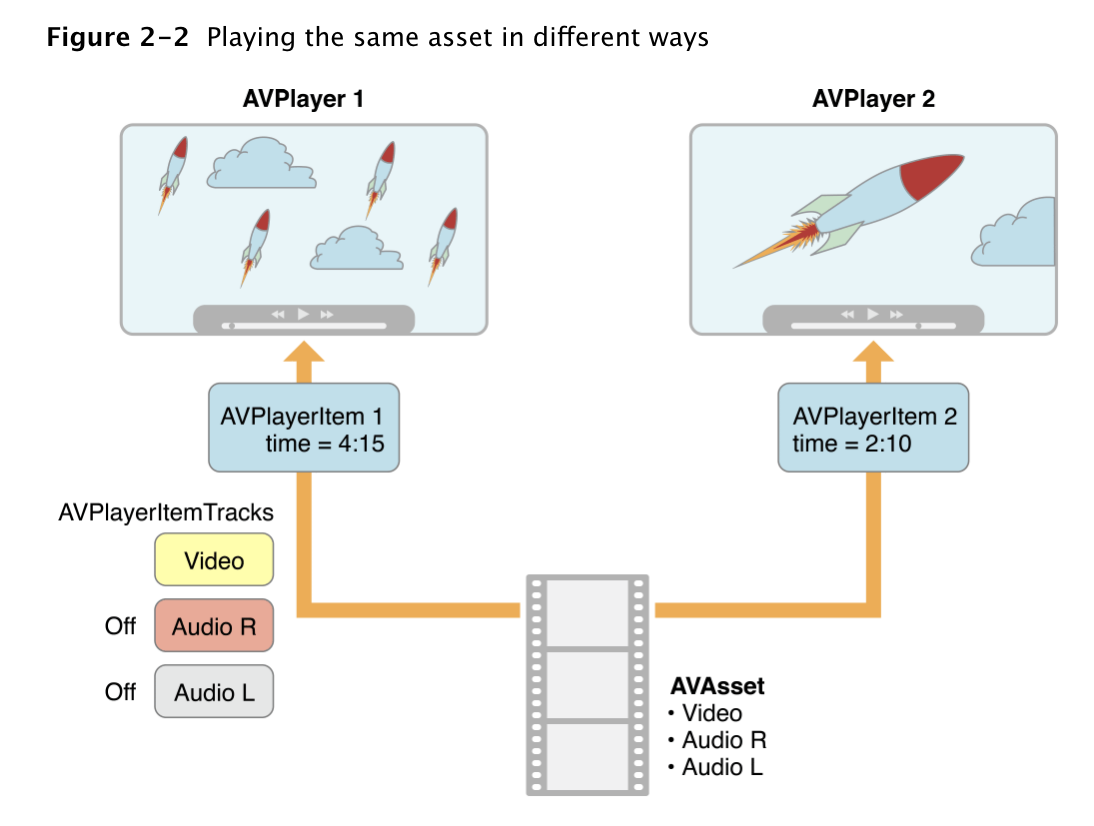 Figure 2-2 Playing the same asset in different ways
AVPlayer 1
AVPlayer 2
AVPlayerItem 1
time = 4:15
AVPlayerItem 2
time = 2:10
AVPlayerItemTracks
Video
Off Audio R
Off Audio L
AVAsset
• Video
• Audio R
• Audio L